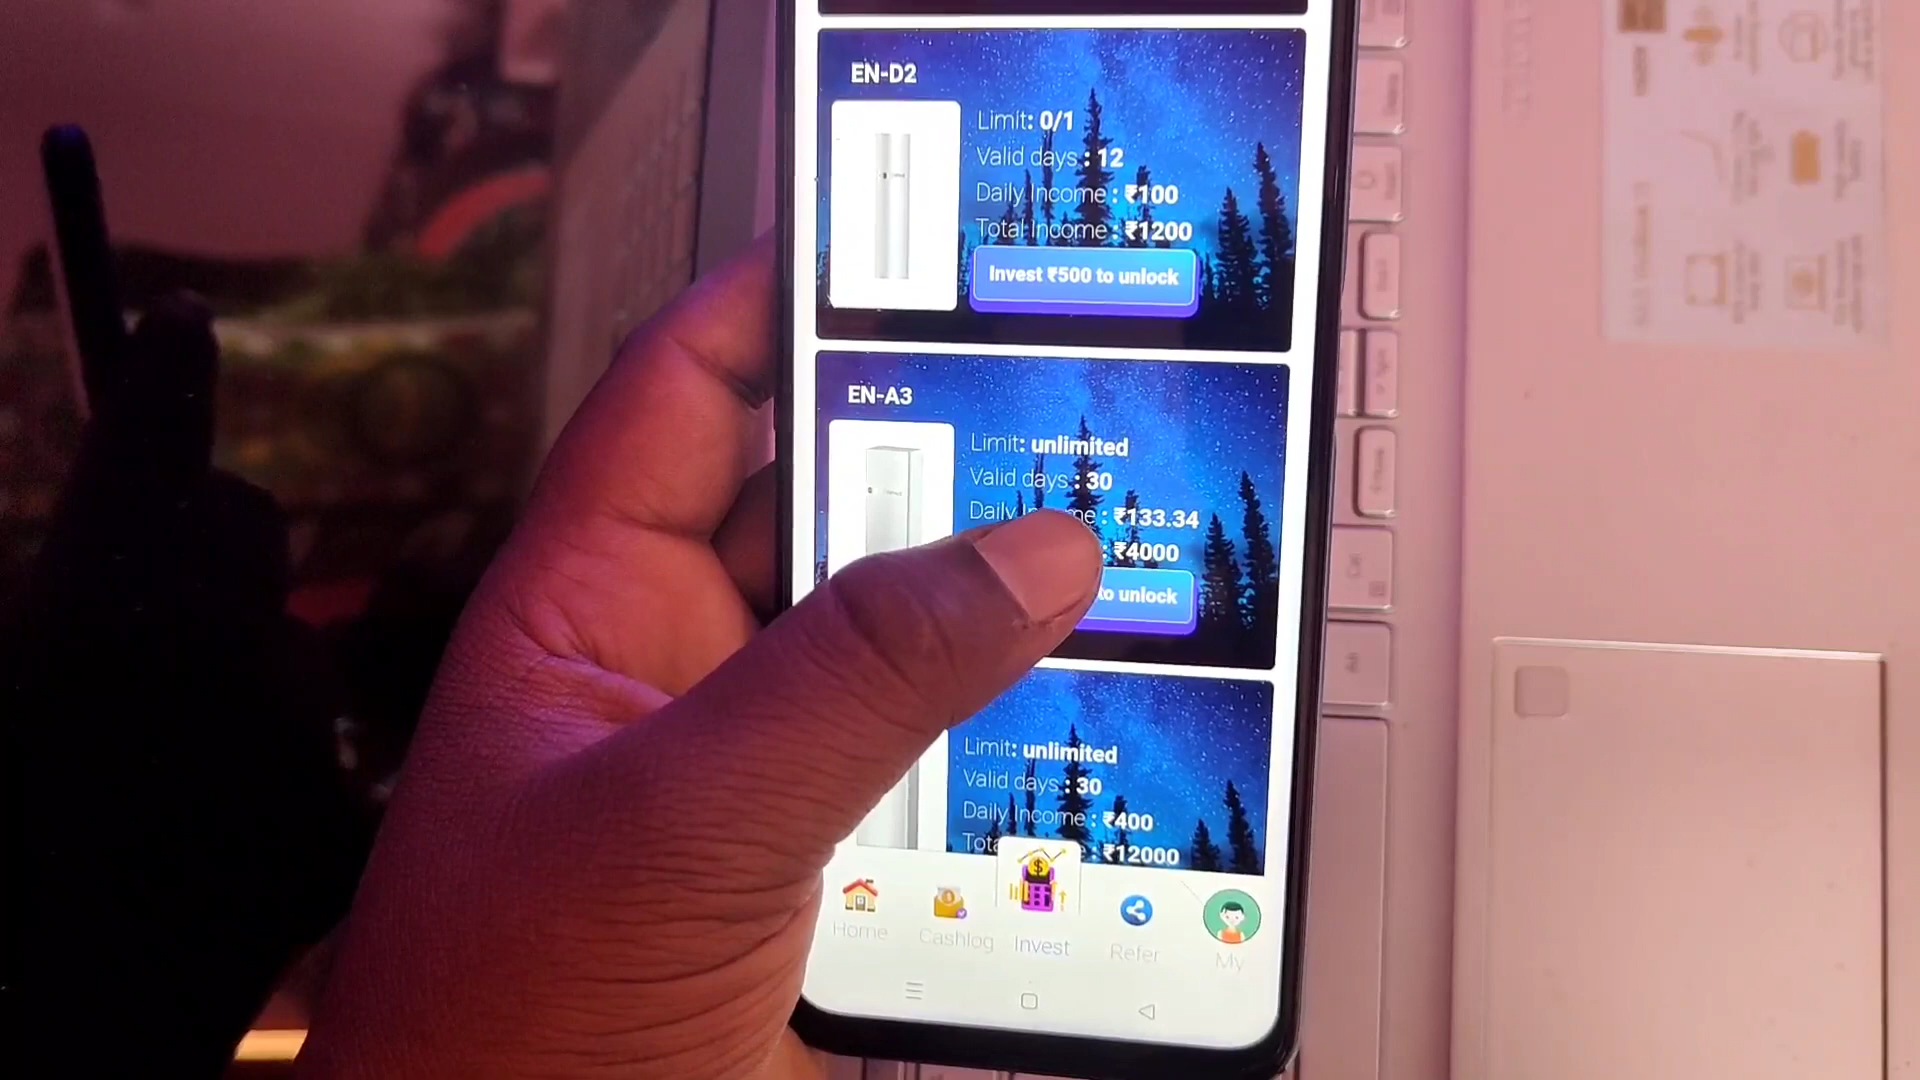 EN-D2
Limit: 0/1
Valid days : 12
Daily Income : ₹100
Total Income : ₹1200
Invest ₹500 to unlock
EN-A3
Limit: unlimited
Valid days : 30
Daily : ₹133.34
: ₹4000
to unlock
Limit: unlimited
Valid days : 30
Daily Income : ₹400
: ₹12000
Home
Cashlog
Invest
Refer
My